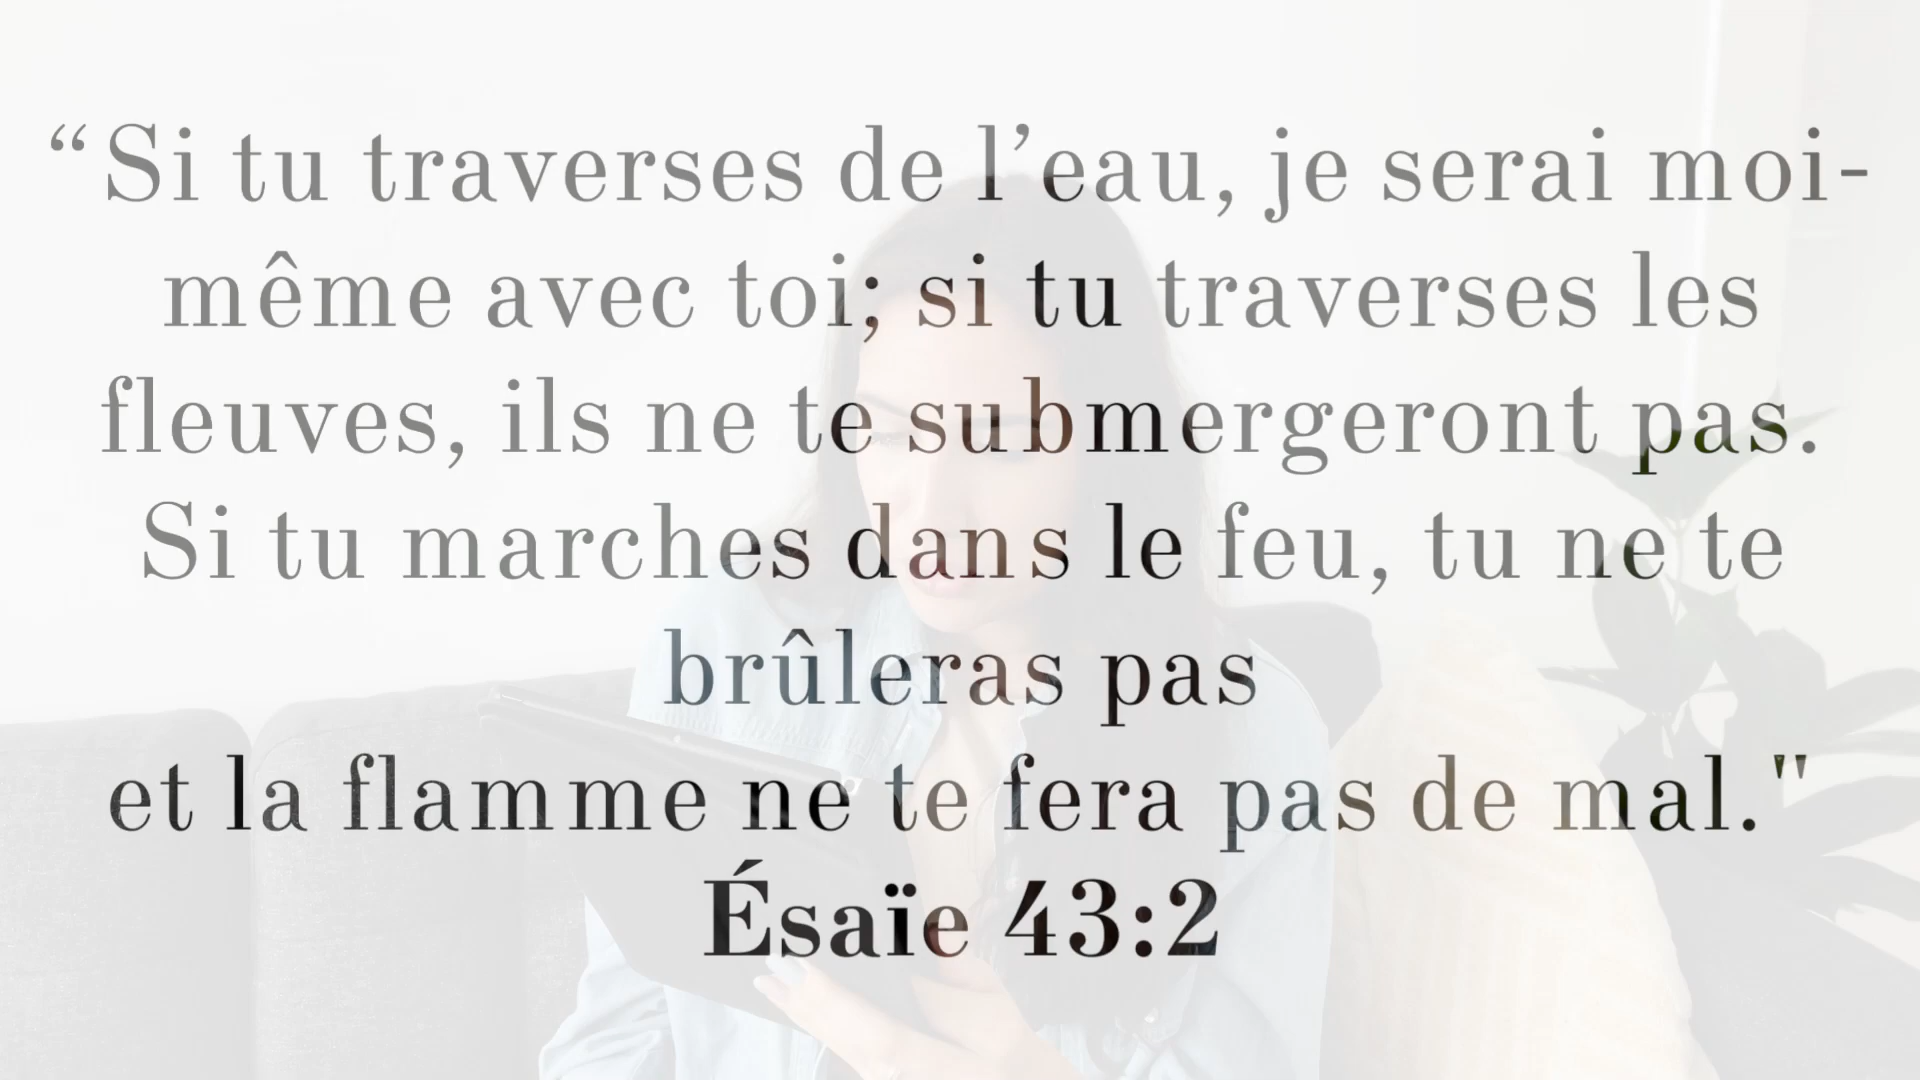 “Si tu traverses de l’eau, je serai moi-
même avec toi; si tu traverses les
fleuves, ils ne te submergeront pas.
Si tu marches dans le feu, tu ne te
brûleras pas
et la flamme ne te fera pas de mal."
Ésaïe 43:2